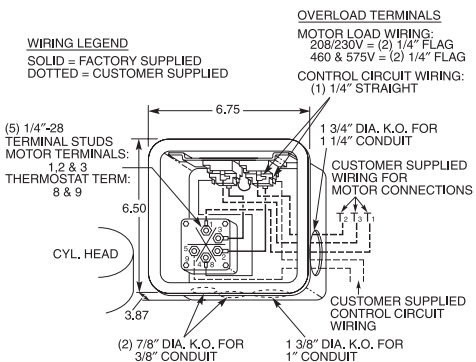 OVERLOAD TERMINALS
MOTOR LOAD WIRING:
208/230V = (2) 1/4" FLAG
460 & 575V = (2) 1/4" FLAG
CONTROL CIRCUIT WIRING:
(1) 1/4" STRAIGHT
WIRING LEGEND
SOLID = FACTORY SUPPLIED
DOTTED = CUSTOMER SUPPLIED
6.75
(5) 1/4"-28
TERMINAL STUDS
MOTOR TERMINALS:
1,2 & 3
THERMOSTAT TERM:
8 & 9
1 3/4" DIA. K.O. FOR
1 1/4" CONDUIT
CUSTOMER SUPPLIED
WIRING FOR
MOTOR CONNECTIONS
T2 T3 T1
6.50
CYL. HEAD
3.87
CUSTOMER SUPPLIED
CONTROL CIRCUIT
WIRING
(2) 7/8" DIA. K.O. FOR
3/8" CONDUIT
1 3/8" DIA. K.O. FOR
1" CONDUIT